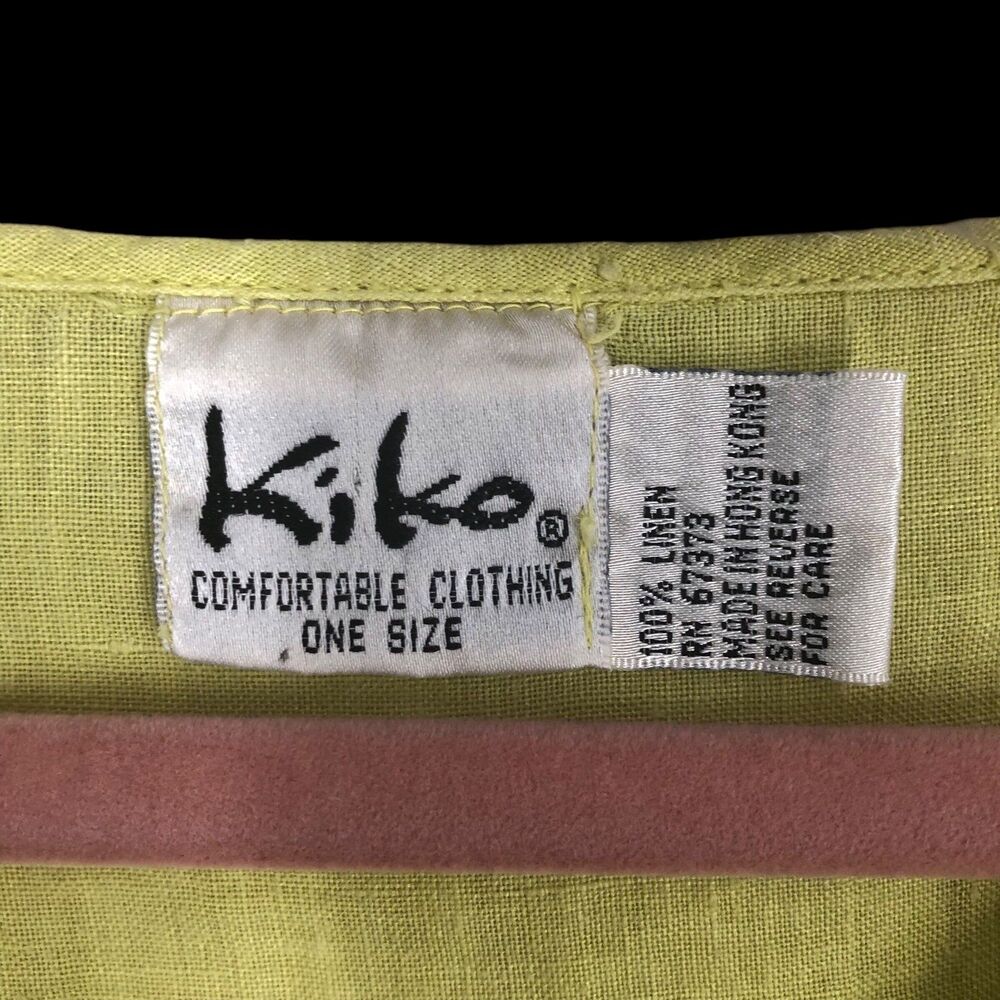 Kiko®
COMFORTABLE CLOTHING
ONE SIZE
100% LINEN
RN 67373
MADE IN HONG KONG
SEE REVERSE
FOR CARE